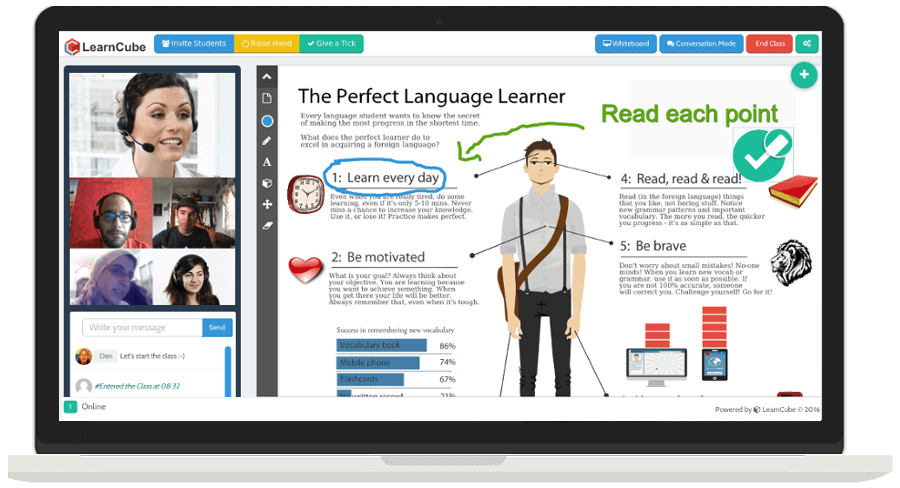 LearnCube
Invite Students
Raise Hand
Give a Tick
Whiteboard
Conversation Mode
End Class
The Perfect Language Learner
Every language student wants to know the secret
of making the most progress in the shortest time.
What does the perfect learner do to
excel in acquiring a foreign language?
Read each point
1: Learn every day
Even when you are really tired, do some
learning, even if it's only 5-10 mins. Never
miss a chance to increase your knowledge.
Use it, or lose it! Practice makes perfect.
2: Be motivated
What is your goal? Always think about
your objective. You are learning because
you want to achieve something. When
you get there your life will be better.
Always remember that, even when it's tough.
Success in remembering new vocabulary
Vocabulary book 86%
Mobile phone 74%
Flashcards 67%
No written record 21%
4: Read, read & read!
Read (in the foreign language) things
that you like, not boring stuff. Notice
new grammar patterns and important
vocabulary. The more you read, the quicker
you progress - it's as simple as that.
5: Be brave
Don't worry about small mistakes! No-one
minds! When you learn new vocab or
grammar, use it as soon as possible. If
you are not 100% accurate, someone
will correct you. Challenge yourself! Go for it!
Write your message
Send
Dan Let's start the class :-)
#Entered the Class at 08:32
1 Online
Powered by LearnCube © 2016